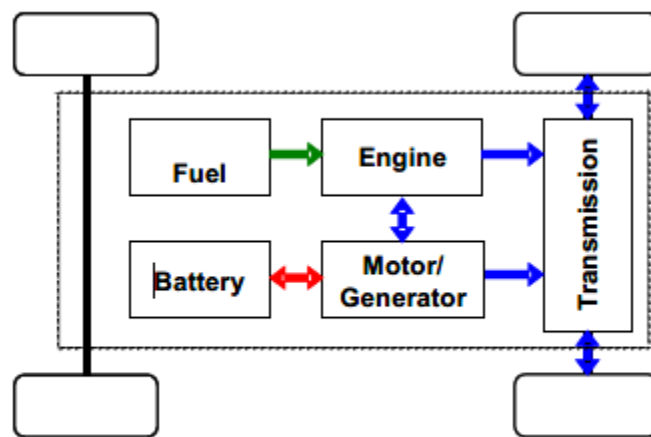 Fuel
Engine
Battery
Motor/
Generator
Transmission